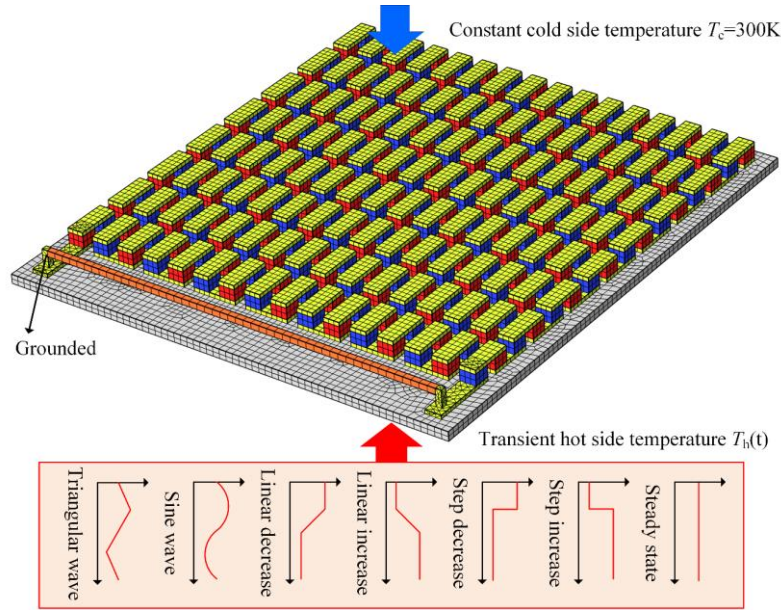 Constant cold side temperature Tc=300K
Grounded
Transient hot side temperature Th(t)
Triangular wave
Sine wave
Linear decrease
Linear increase
Step decrease
Step increase
Steady state